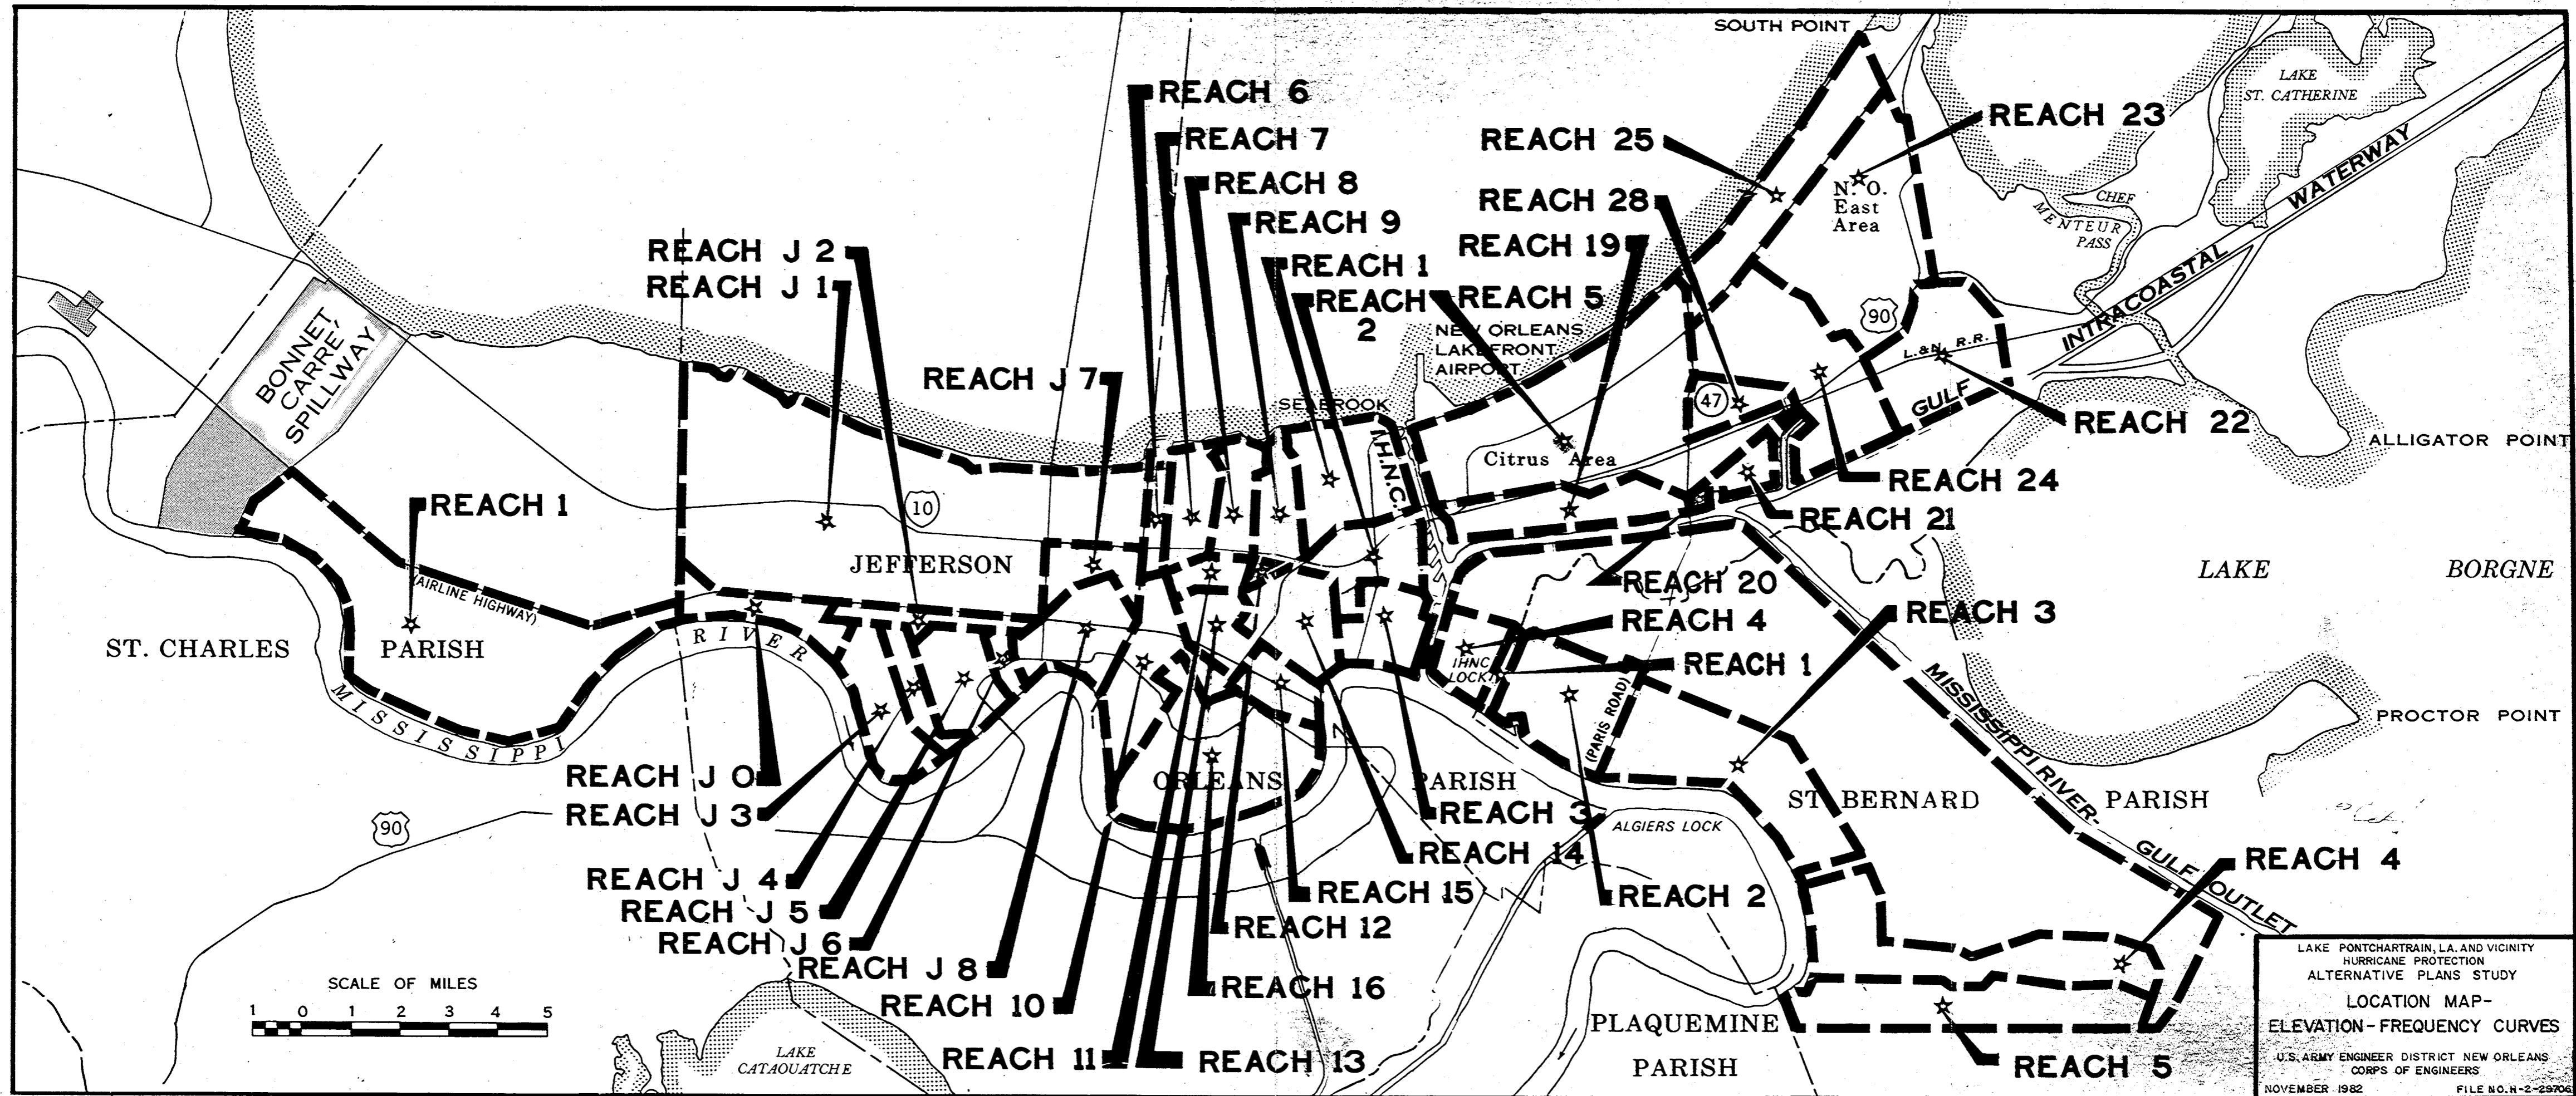 SOUTH POINT
LAKE
ST. CATHERINE
REACH 6
REACH 23
REACH 7
REACH 25
WATERWAY
REACH 8
N. O.
East
Area
CHEF
MENTEUR
PASS
REACH 28
REACH 9
REACH 19
REACH J 2
REACH 1
INTRACOASTAL
REACH J 1
REACH 2
REACH 5
90
NEW ORLEANS
LAKEFRONT
AIRPORT
BONNET
CARRE'
SPILLWAY
L.&N. R.R.
REACH J 7
GULF
SEABROOK
47
REACH 22
ALLIGATOR POINT
I.H.N.C.
Citrus Area
REACH 24
REACH 1
10
REACH 21
JEFFERSON
LAKE BORGNE
(AIRLINE HIGHWAY)
REACH 20
REACH 4
REACH 3
ST. CHARLES PARISH
RIVER
IHNC
LOCK
REACH 1
MISSISSIPPI
(PARIS ROAD)
MISSISSIPPI RIVER-
PROCTOR POINT
REACH J 0
ORLEANS PARISH
ST. BERNARD PARISH
REACH J 3
REACH 3
90
ALGIERS LOCK
REACH 14
GULF OUTLET
REACH 4
REACH J 4
REACH 15
REACH 2
REACH J 5
REACH 12
REACH J 6
REACH J 8
REACH 16
SCALE OF MILES
1 0 1 2 3 4 5
REACH 10
PLAQUEMINE
PARISH
REACH 11
REACH 13
REACH 5
LAKE
CATAOUATCHE
LAKE PONTCHARTRAIN, LA. AND VICINITY
HURRICANE PROTECTION
ALTERNATIVE PLANS STUDY
LOCATION MAP-
ELEVATION-FREQUENCY CURVES
U.S. ARMY ENGINEER DISTRICT NEW ORLEANS
CORPS OF ENGINEERS
NOVEMBER 1982 FILE NO. H-2-29706